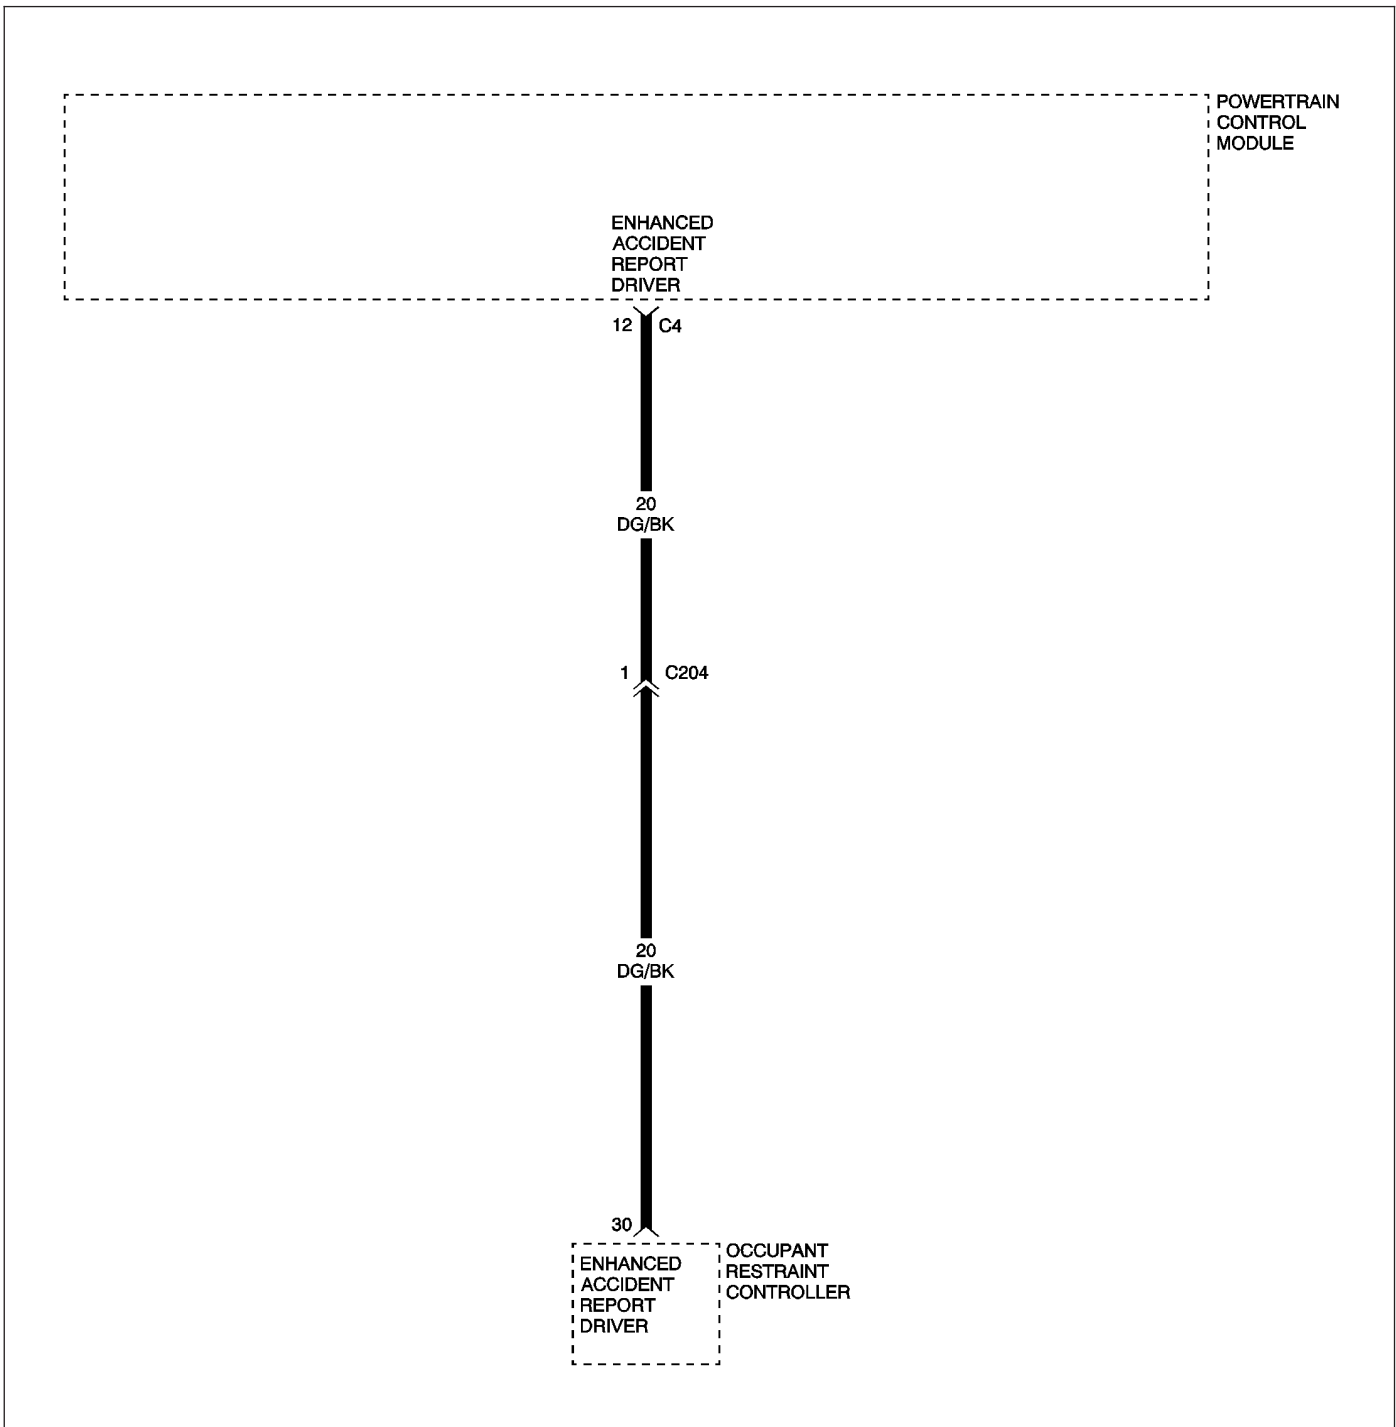 POWERTRAIN
CONTROL
MODULE
ENHANCED
ACCIDENT
REPORT
DRIVER
12 C4
20
DG/BK
1 C204
20
DG/BK
30
ENHANCED
ACCIDENT
REPORT
DRIVER
OCCUPANT
RESTRAINT
CONTROLLER